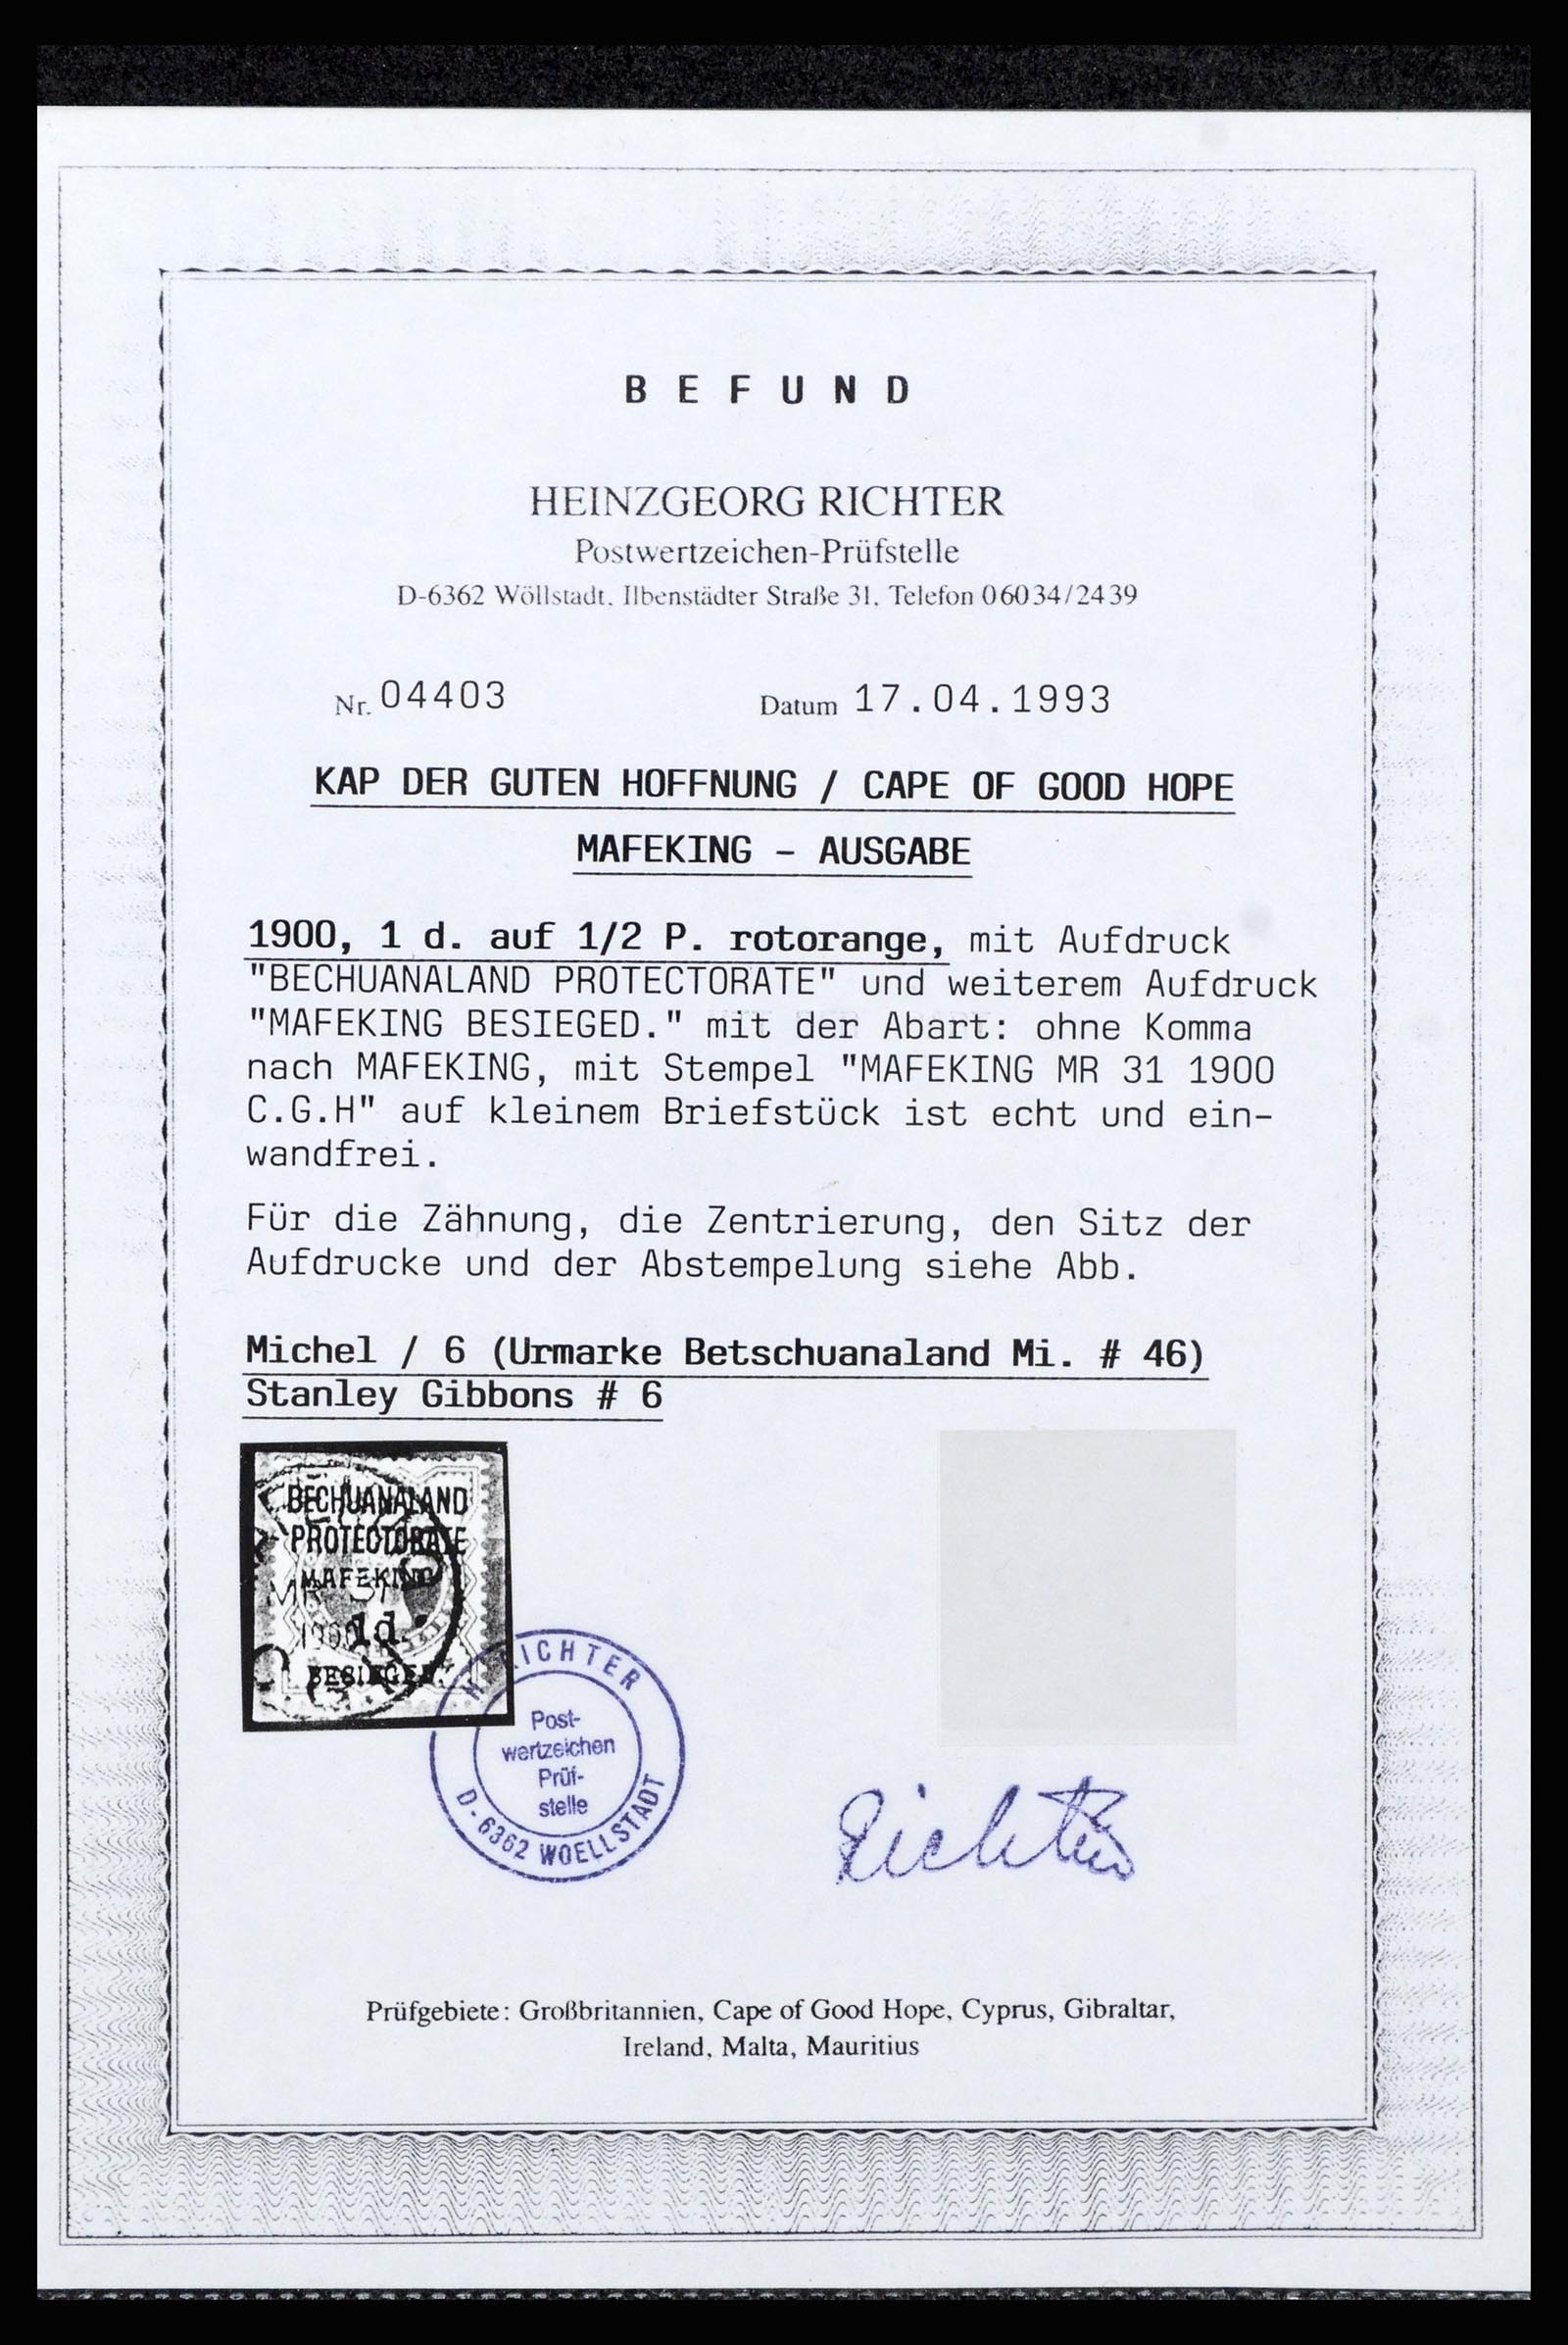 B E F U N D
HEINZGEORG RICHTER
Postwertzeichen-Prüfstelle
D-6362 Wöllstadt, Ilbenstädter Straße 31, Telefon 06034/2439
Nr. 04403 Datum 17.04.1993
KAP DER GUTEN HOFFNUNG / CAPE OF GOOD HOPE
MAFEKING - AUSGABE
1900, 1 d. auf 1/2 P. rotorange, mit Aufdruck
"BECHUANALAND PROTECTORATE" und weiterem Aufdruck
"MAFEKING BESIEGED." mit der Abart: ohne Komma
nach MAFEKING, mit Stempel "MAFEKING MR 31 1900
C.G.H" auf kleinem Briefstück ist echt und ein-
wandfrei.
Für die Zähnung, die Zentrierung, den Sitz der
Aufdrucke und der Abstempelung siehe Abb.
Michel / 6 (Urmarke Betschuanaland Mi. # 46)
Stanley Gibbons # 6
BECHUANALAND
PROTECTORATE
MAFEKING
MR 31
1900 1d.
BESIEGED
H. RICHTER
Post-
wertzeichen
Prüf-
stelle
D-6362 WOELLSTADT
Richter
Prüfgebiete: Großbritannien, Cape of Good Hope, Cyprus, Gibraltar,
Ireland, Malta, Mauritius